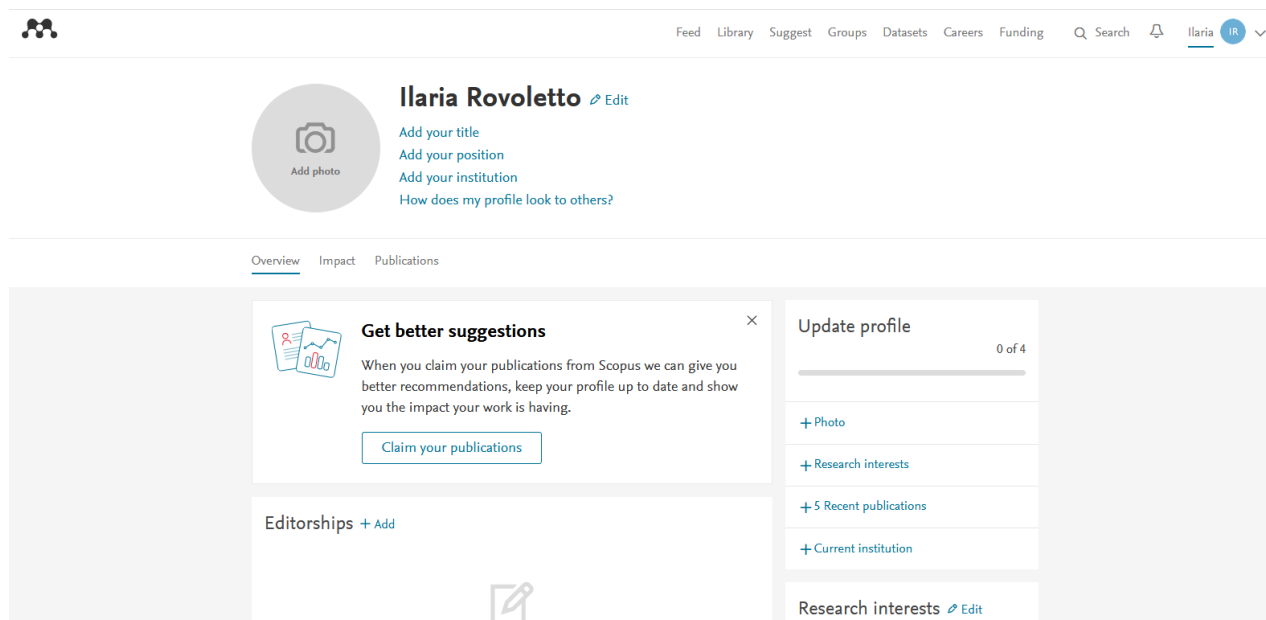 Feed Library Suggest Groups Datasets Careers Funding Search Ilaria IR
Ilaria Rovoletto Edit
Add photo
Add your title
Add your position
Add your institution
How does my profile look to others?
Overview Impact Publications
Get better suggestions
When you claim your publications from Scopus we can give you
better recommendations, keep your profile up to date and show
you the impact your work is having.
Claim your publications
Editorships + Add
Update profile
0 of 4
+ Photo
+ Research interests
+ 5 Recent publications
+ Current institution
Research interests Edit